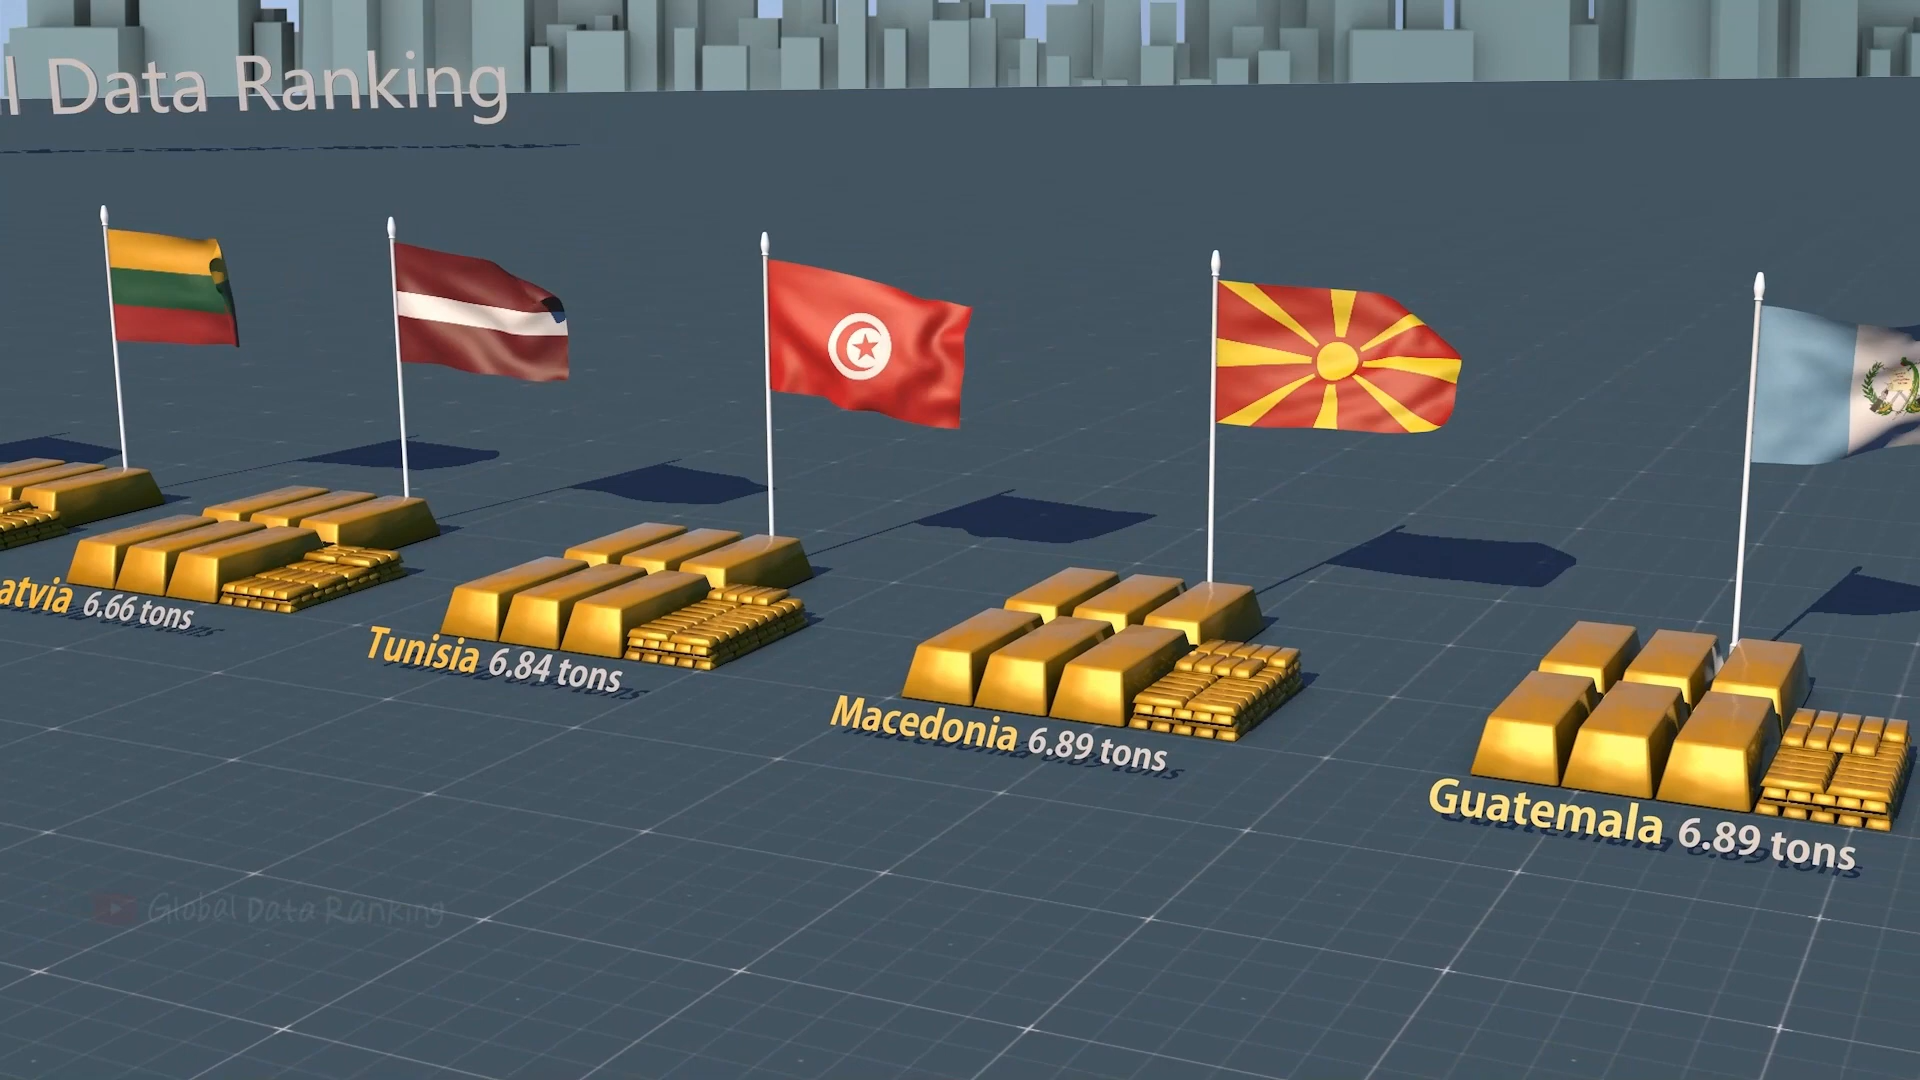 l Data Ranking
atvia 6.66 tons
Tunisia 6.84 tons
Macedonia 6.89 tons
Guatemala 6.89 tons
Global Data Ranking